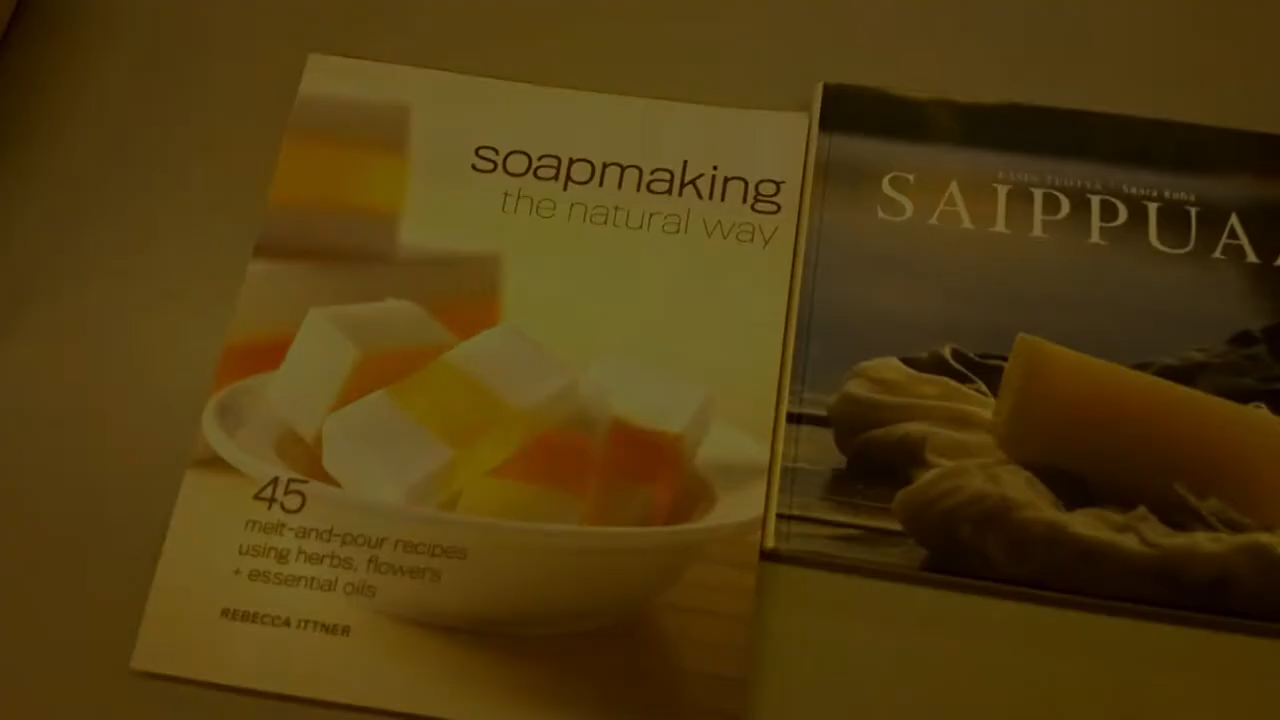 soapmaking
the natural way
45
melt-and-pour recipes
using herbs, flowers
+ essential oils
REBECCA ITTNER
SAIPPUA